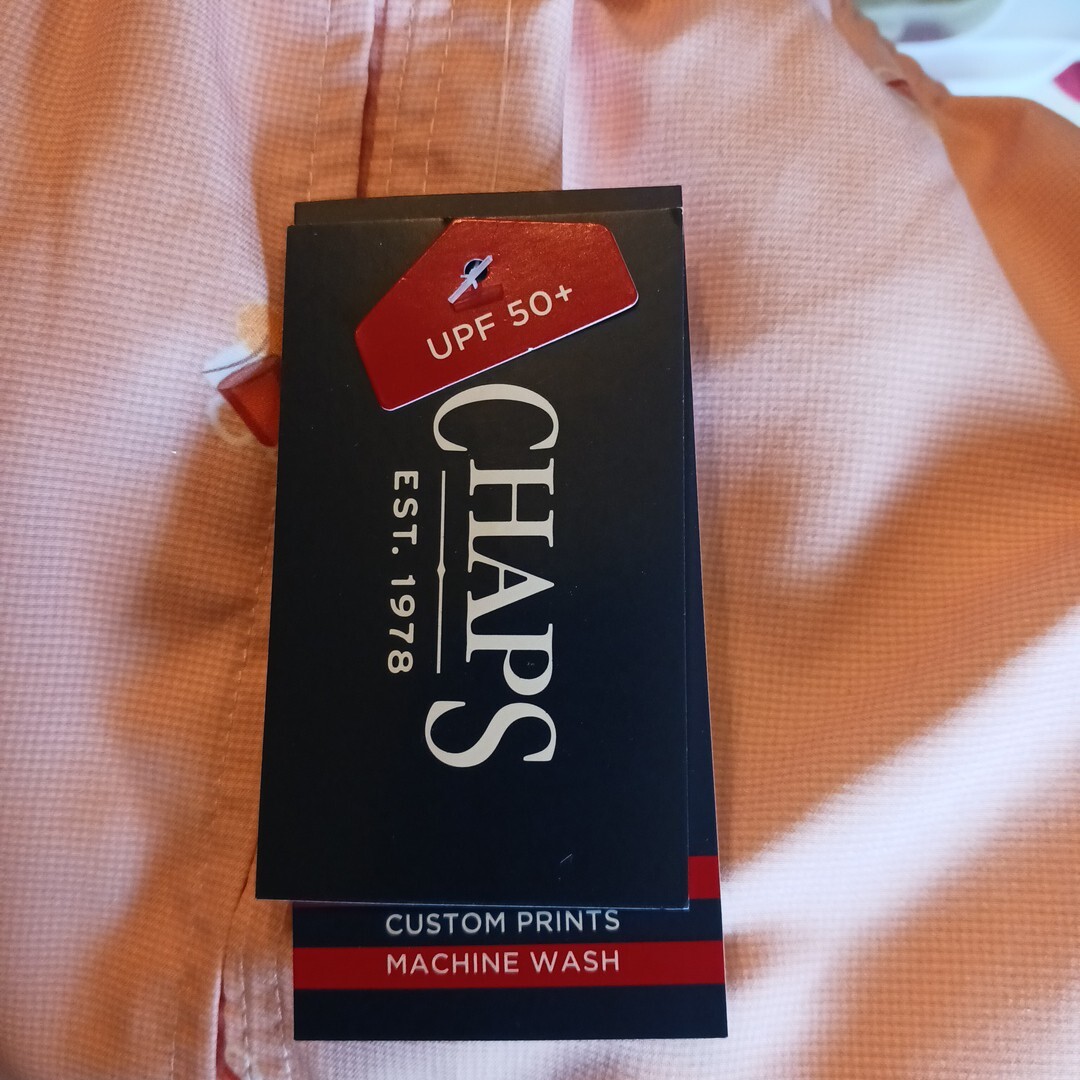 UPF 50+
CHAPS
EST. 1978
CUSTOM PRINTS
MACHINE WASH